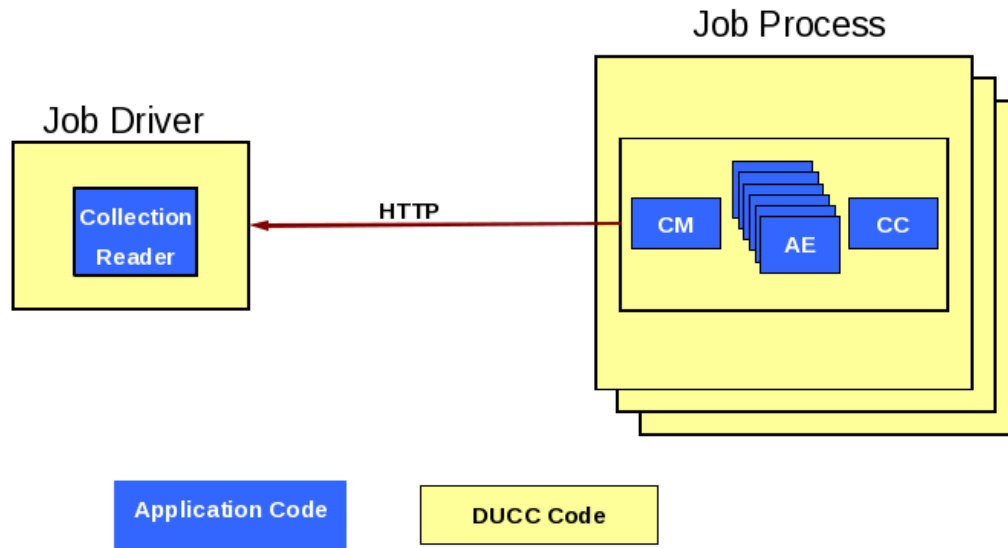 Job Process
Job Driver
Collection
Reader
HTTP
CM
AE
CC
Application Code
DUCC Code